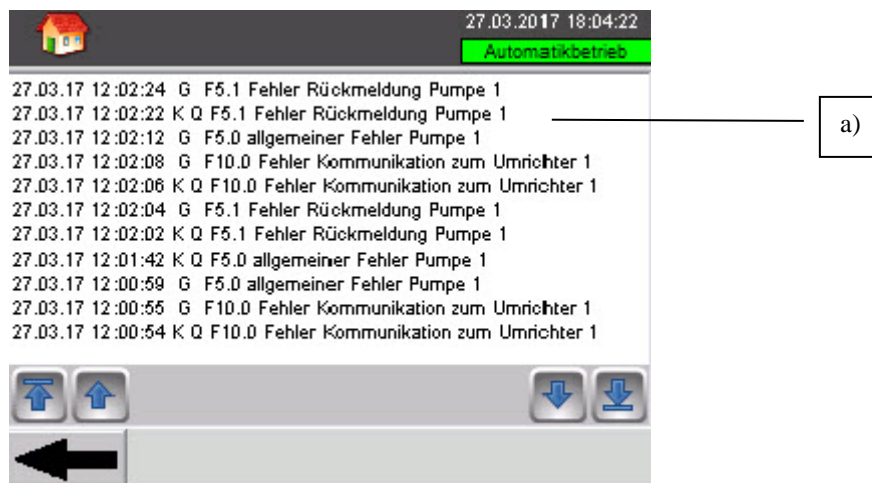 27.03.2017 18:04:22
Automatikbetrieb
27.03.17 12:02:24 G F5.1 Fehler Rückmeldung Pumpe 1
27.03.17 12:02:22 K Q F5.1 Fehler Rückmeldung Pumpe 1
a)
27.03.17 12:02:12 G F5.0 allgemeiner Fehler Pumpe 1
27.03.17 12:02:08 G F10.0 Fehler Kommunikation zum Umrichter 1
27.03.17 12:02:06 K Q F10.0 Fehler Kommunikation zum Umrichter 1
27.03.17 12:02:04 G F5.1 Fehler Rückmeldung Pumpe 1
27.03.17 12:02:02 K Q F5.1 Fehler Rückmeldung Pumpe 1
27.03.17 12:01:42 K Q F5.0 allgemeiner Fehler Pumpe 1
27.03.17 12:00:59 G F5.0 allgemeiner Fehler Pumpe 1
27.03.17 12:00:55 G F10.0 Fehler Kommunikation zum Umrichter 1
27.03.17 12:00:54 K Q F10.0 Fehler Kommunikation zum Umrichter 1